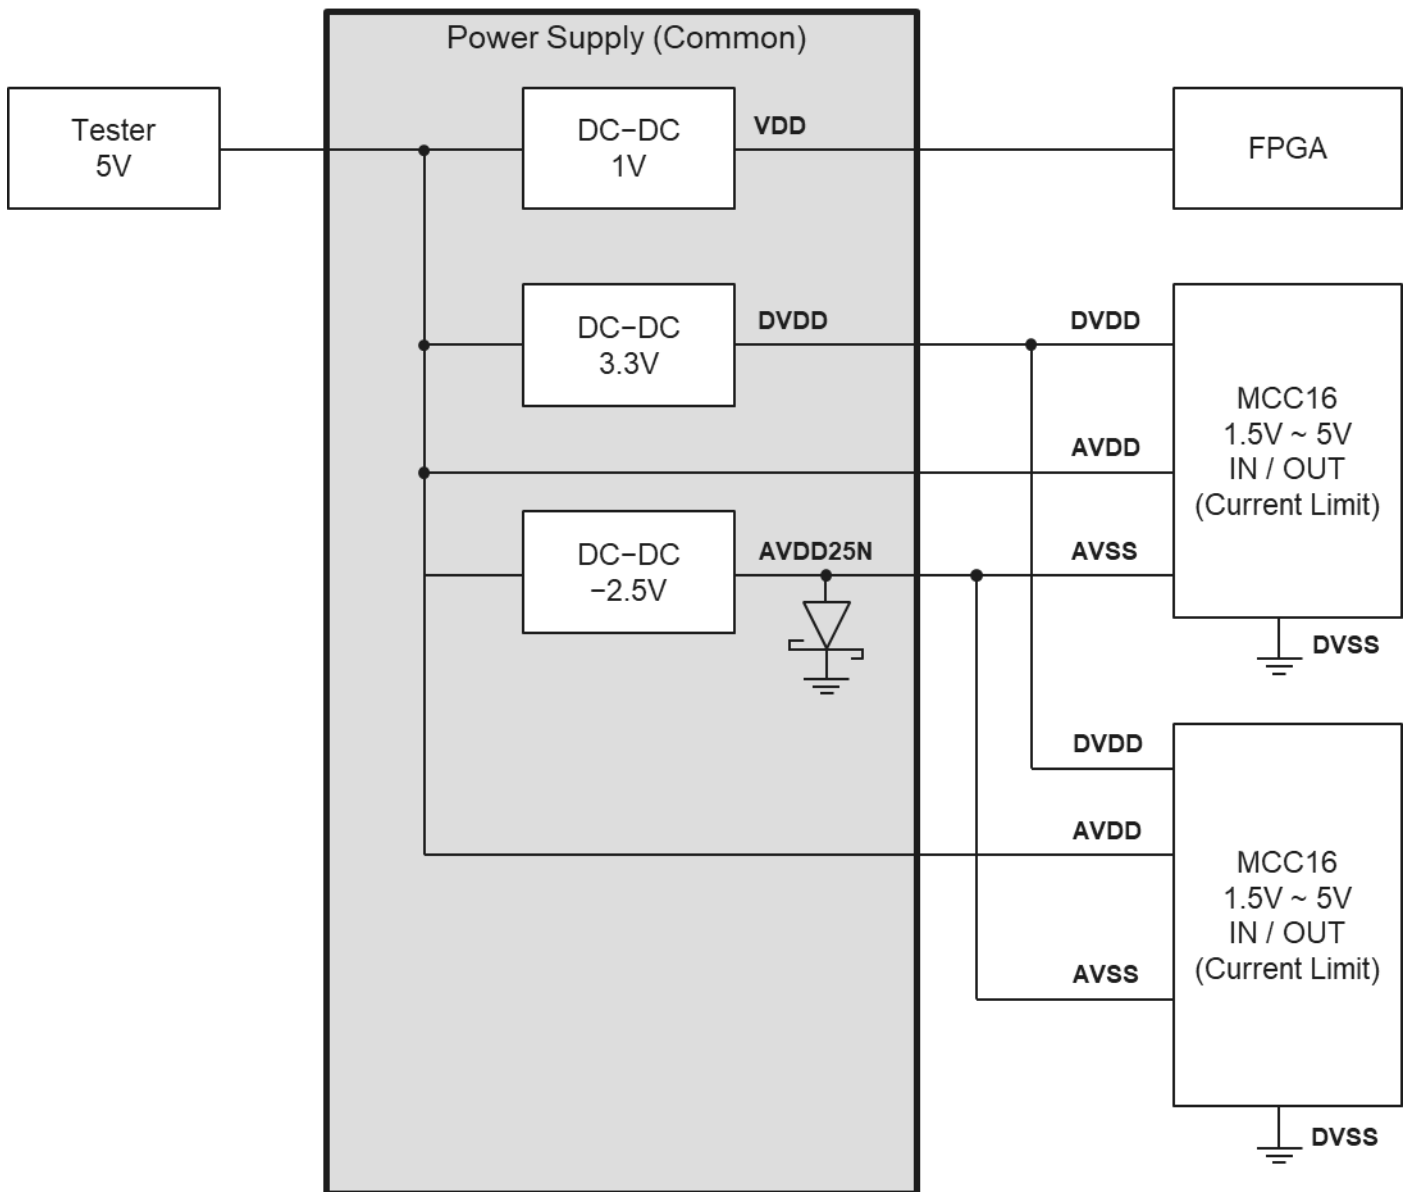 Power Supply (Common)
Tester
5V
DC−DC
1V
VDD
FPGA
DC−DC
3.3V
DVDD
DVDD
AVDD
MCC16
1.5V ~ 5V
IN / OUT
(Current Limit)
DC−DC
−2.5V
AVDD25N
AVSS
DVSS
DVDD
AVDD
MCC16
1.5V ~ 5V
IN / OUT
(Current Limit)
AVSS
DVSS